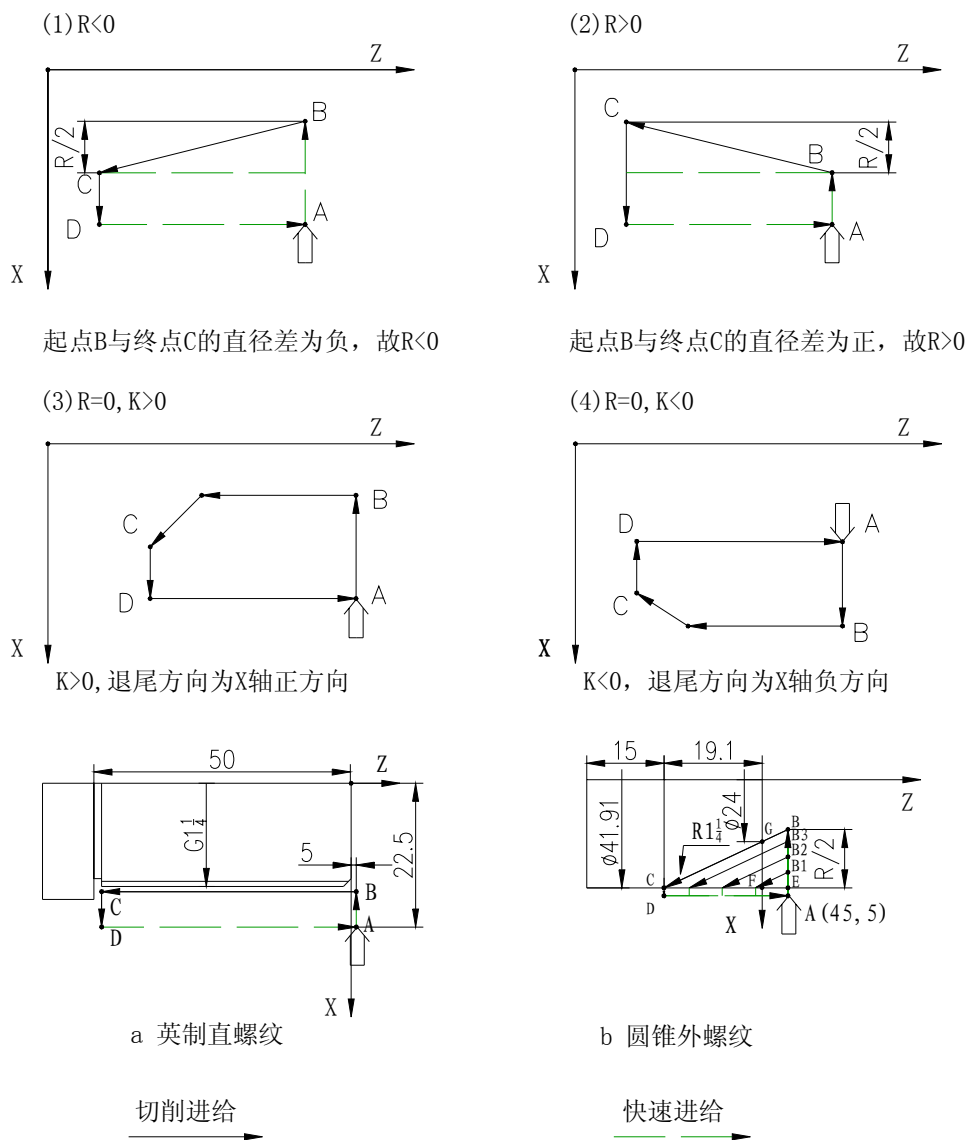 (1)R<0
(2)R>0
Z
B
R/2
C
D
A
X
Z
C
B
R/2
D
A
X
起点B与终点C的直径差为负，故R<0
起点B与终点C的直径差为正，故R>0
(3)R=0,K>0
(4)R=0,K<0
Z
B
C
D
A
X
Z
D
A
C
B
X
K>0,退尾方向为X轴正方向
K<0，退尾方向为X轴负方向
50
Z
G1 1/4
5
22.5
B
C
D
A
X
15
19.1
Z
ø41.91
R1 1/4
ø24
G
B
B3
B2
B1
R/2
C
F
E
D
X
A(45,5)
a 英制直螺纹
b 圆锥外螺纹
切削进给
快速进给